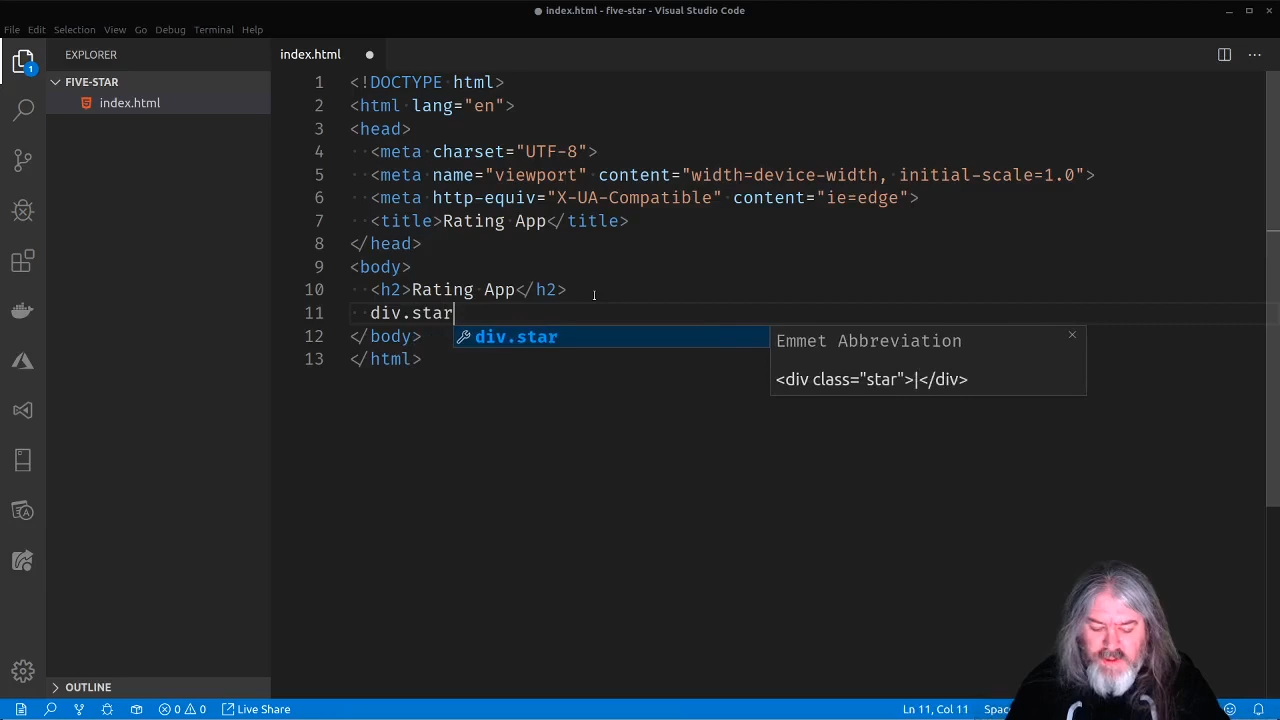 index.html - five-star - Visual Studio Code
File Edit Selection View Go Debug Terminal Help
EXPLORER
index.html
FIVE-STAR
index.html
1 <!DOCTYPE html>
2 <html lang="en">
3 <head>
4 <meta charset="UTF-8">
5 <meta name="viewport" content="width=device-width, initial-scale=1.0">
6 <meta http-equiv="X-UA-Compatible" content="ie=edge">
7 <title>Rating App</title>
8 </head>
9 <body>
10 <h2>Rating App</h2>
11 div.star
12 </body>
13 </html>
div.star
Emmet Abbreviation
<div class="star">|</div>
1
OUTLINE
0 0 Live Share
Ln 11, Col 11 Spac